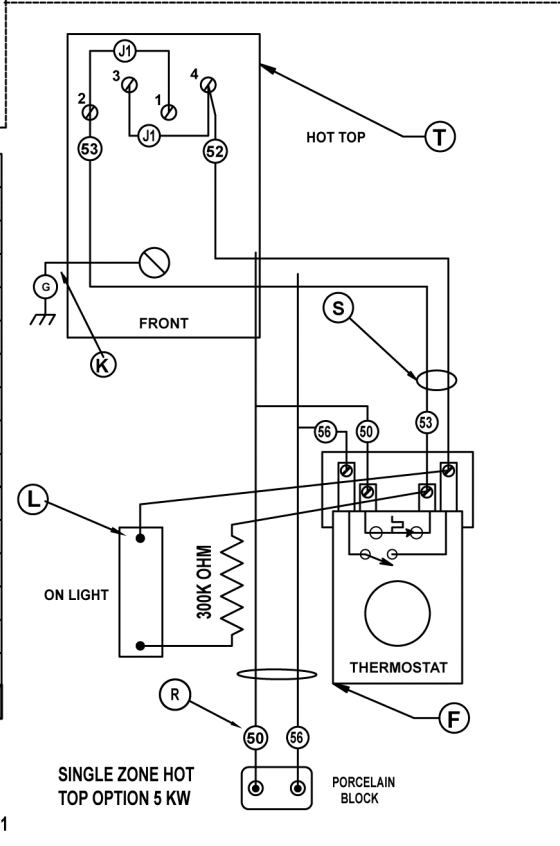 J1
3
4
2
1
J1
53
52
HOT TOP
T
G
FRONT
K
S
56
50
53
L
ON LIGHT
300K OHM
THERMOSTAT
R
F
50
56
SINGLE ZONE HOT
TOP OPTION 5 KW
PORCELAIN
BLOCK
1